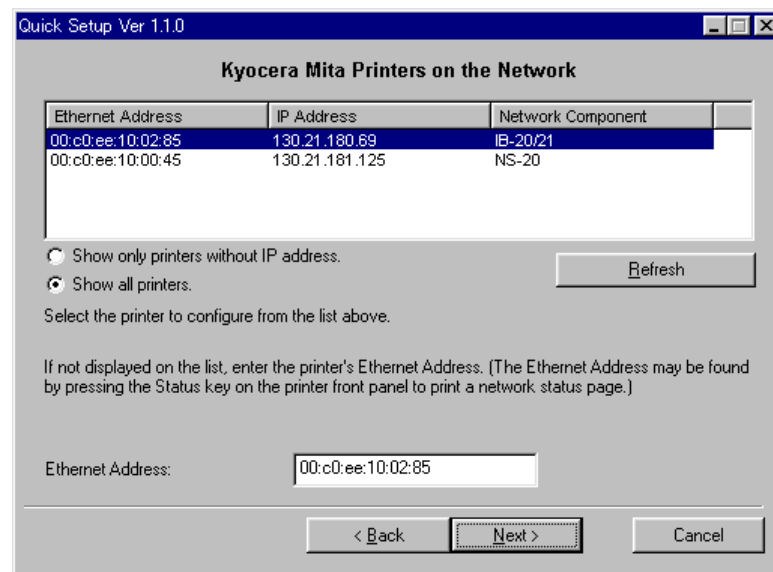 Quick Setup Ver 1.1.0
Kyocera Mita Printers on the Network
Ethernet Address IP Address Network Component
00:c0:ee:10:02:85 130.21.180.69 IB-20/21
00:c0:ee:10:00:45 130.21.181.125 NS-20
Show only printers without IP address.
Show all printers.
Refresh
Select the printer to configure from the list above.
If not displayed on the list, enter the printer's Ethernet Address. (The Ethernet Address may be found
by pressing the Status key on the printer front panel to print a network status page.)
Ethernet Address: 00:c0:ee:10:02:85
< Back Next > Cancel